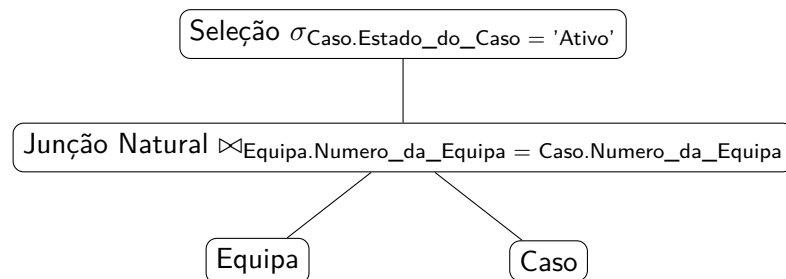 Seleção σCaso.Estado_do_Caso = 'Ativo'
Junção Natural ⋈Equipa.Numero_da_Equipa = Caso.Numero_da_Equipa
Equipa
Caso